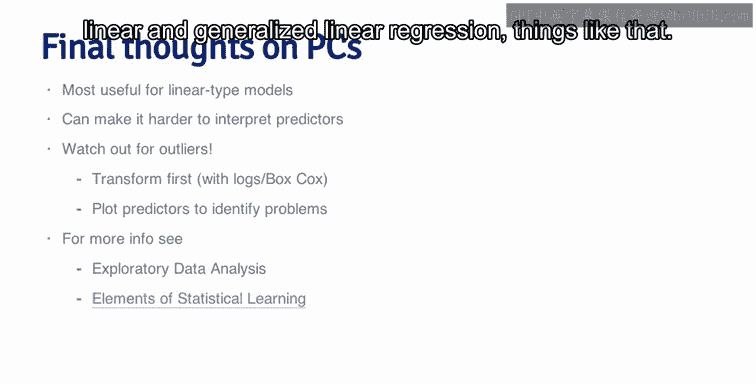 linear and generalized linear regression, things like that.
Final thoughts on PCs
· Most useful for linear-type models
· Can make it harder to interpret predictors
· Watch out for outliers!
- Transform first (with logs/Box Cox)
- Plot predictors to identify problems
· For more info see
- Exploratory Data Analysis
- Elements of Statistical Learning